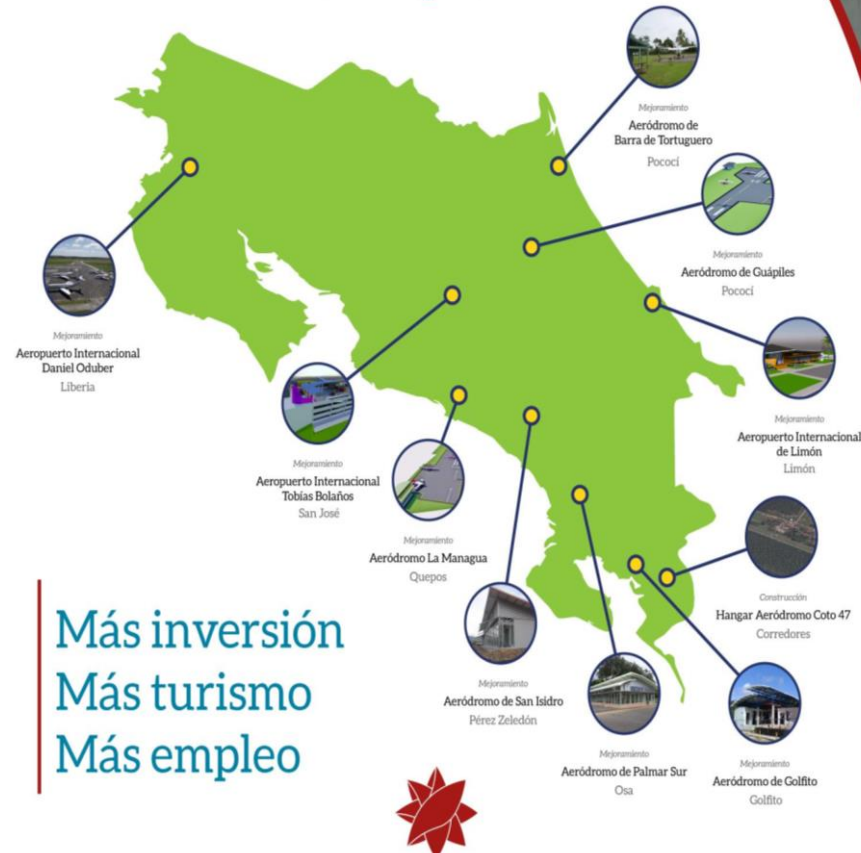 Mejoramiento
Aeródromo de
Barra de Tortuguero
Pococí
Mejoramiento
Aeródromo de Guápiles
Pococí
Mejoramiento
Aeropuerto Internacional
Daniel Oduber
Liberia
Mejoramiento
Aeropuerto Internacional
de Limón
Limón
Mejoramiento
Aeropuerto Internacional
Tobías Bolaños
San José
Mejoramiento
Aeródromo La Managua
Quepos
Construcción
Hangar Aeródromo Coto 47
Corredores
Mejoramiento
Aeródromo de San Isidro
Pérez Zeledón
Mejoramiento
Aeródromo de Palmar Sur
Osa
Mejoramiento
Aeródromo de Golfito
Golfito
Más inversión
Más turismo
Más empleo